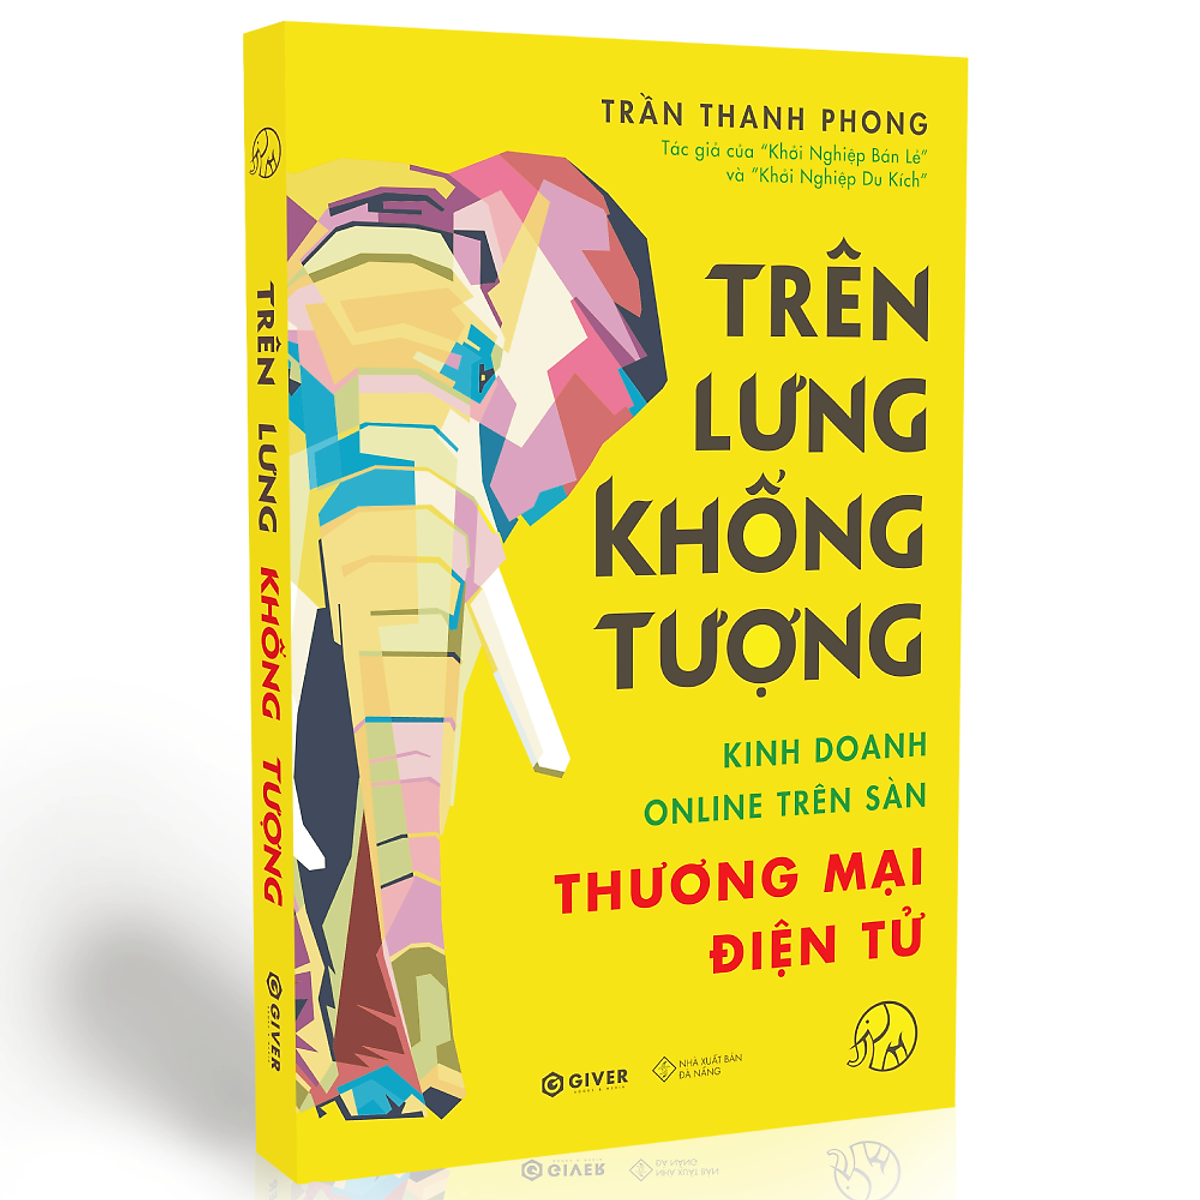 TRẦN THANH PHONG
Tác giả của "Khởi Nghiệp Bán Lẻ"
và "Khởi Nghiệp Du Kích"
TRÊN
LƯNG
KHỔNG
TƯỢNG
KINH DOANH
ONLINE TRÊN SÀN
THƯƠNG MẠI
ĐIỆN TỬ
GIVER
BOOKS & MEDIA
NHÀ XUẤT BẢN
ĐÀ NẴNG
TRÊN LƯNG KHỔNG TƯỢNG
GIVER